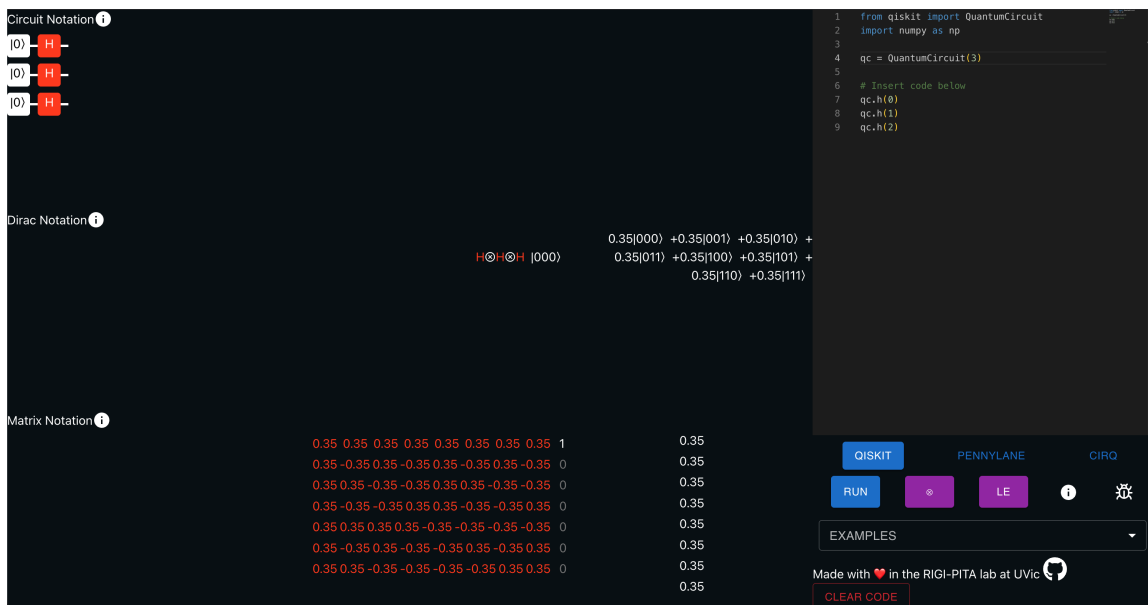 Circuit Notation
|0⟩ H
|0⟩ H
|0⟩ H
Dirac Notation
H⊗H⊗H |000⟩
0.35|000⟩ +0.35|001⟩ +0.35|010⟩ +
0.35|011⟩ +0.35|100⟩ +0.35|101⟩ +
0.35|110⟩ +0.35|111⟩
Matrix Notation
0.35 0.35 0.35 0.35 0.35 0.35 0.35 0.35 1
0.35 -0.35 0.35 -0.35 0.35 -0.35 0.35 -0.35 0
0.35 0.35 -0.35 -0.35 0.35 0.35 -0.35 -0.35 0
0.35 -0.35 -0.35 0.35 0.35 -0.35 -0.35 0.35 0
0.35 0.35 0.35 0.35 -0.35 -0.35 -0.35 -0.35 0
0.35 -0.35 0.35 -0.35 -0.35 0.35 -0.35 0.35 0
0.35 0.35 -0.35 -0.35 -0.35 -0.35 0.35 0.35 0
0.35
0.35
0.35
0.35
0.35
0.35
0.35
0.35
1 from qiskit import QuantumCircuit
2 import numpy as np
3
4 qc = QuantumCircuit(3)
5
6 # Insert code below
7 qc.h(0)
8 qc.h(1)
9 qc.h(2)
QISKIT PENNYLANE CIRQ
RUN ⊗ LE
EXAMPLES
Made with ❤️ in the RIGI-PITA lab at UVic
CLEAR CODE